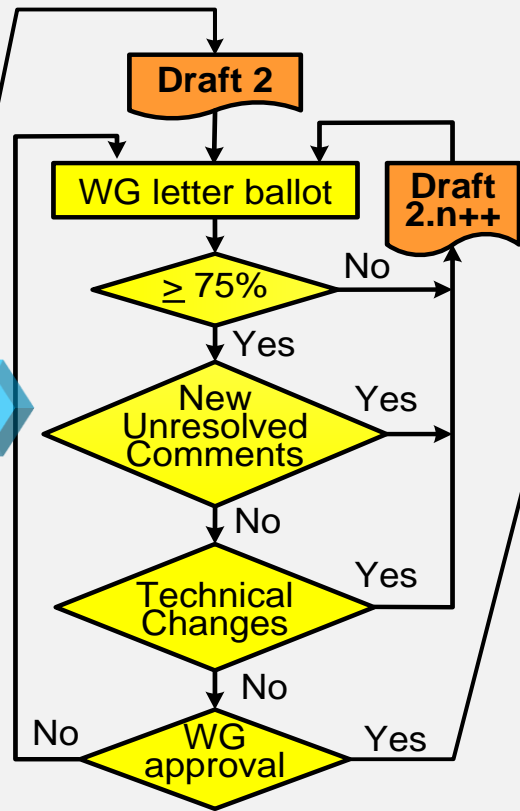 Draft 2
WG letter ballot
Draft
2.n++
≥ 75%
No
Yes
New
Unresolved
Comments
Yes
No
Technical
Changes
Yes
No
No
WG
approval
Yes